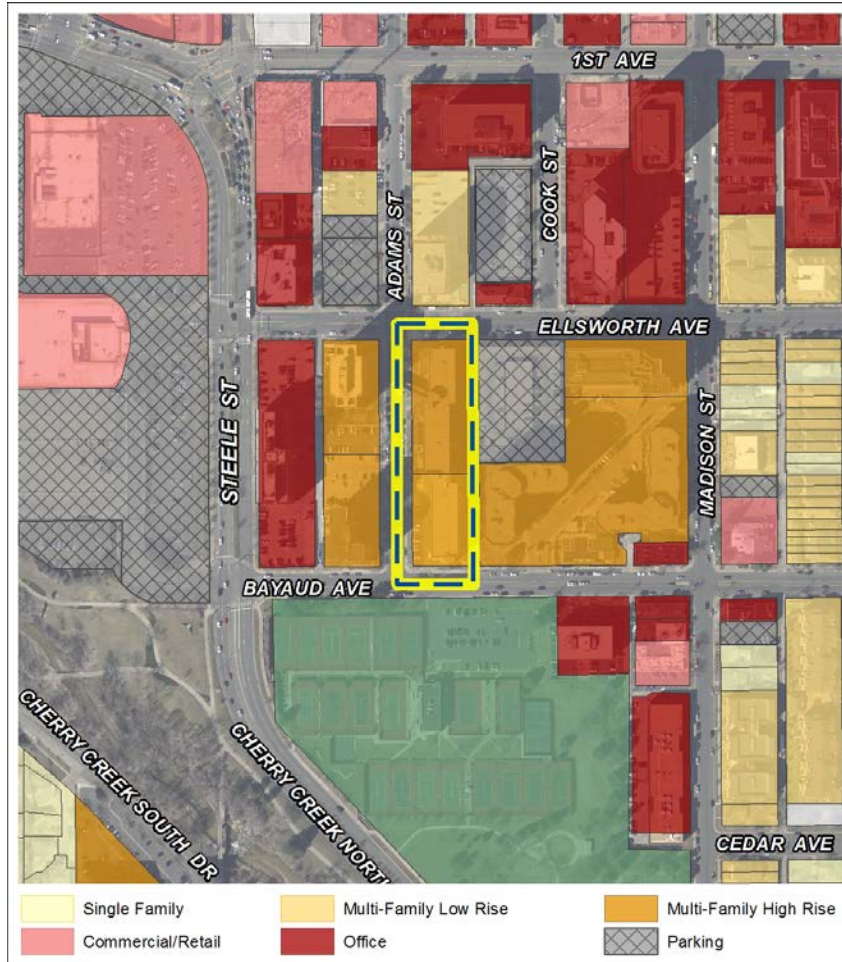 1ST AVE
ADAMS ST
COOK ST
ELLSWORTH AVE
STEELE ST
MADISON ST
BAYAUD AVE
CHERRY CREEK SOUTH DR
CHERRY CREEK NORTH
CEDAR AVE
Single Family
Multi-Family Low Rise
Multi-Family High Rise
Commercial/Retail
Office
Parking